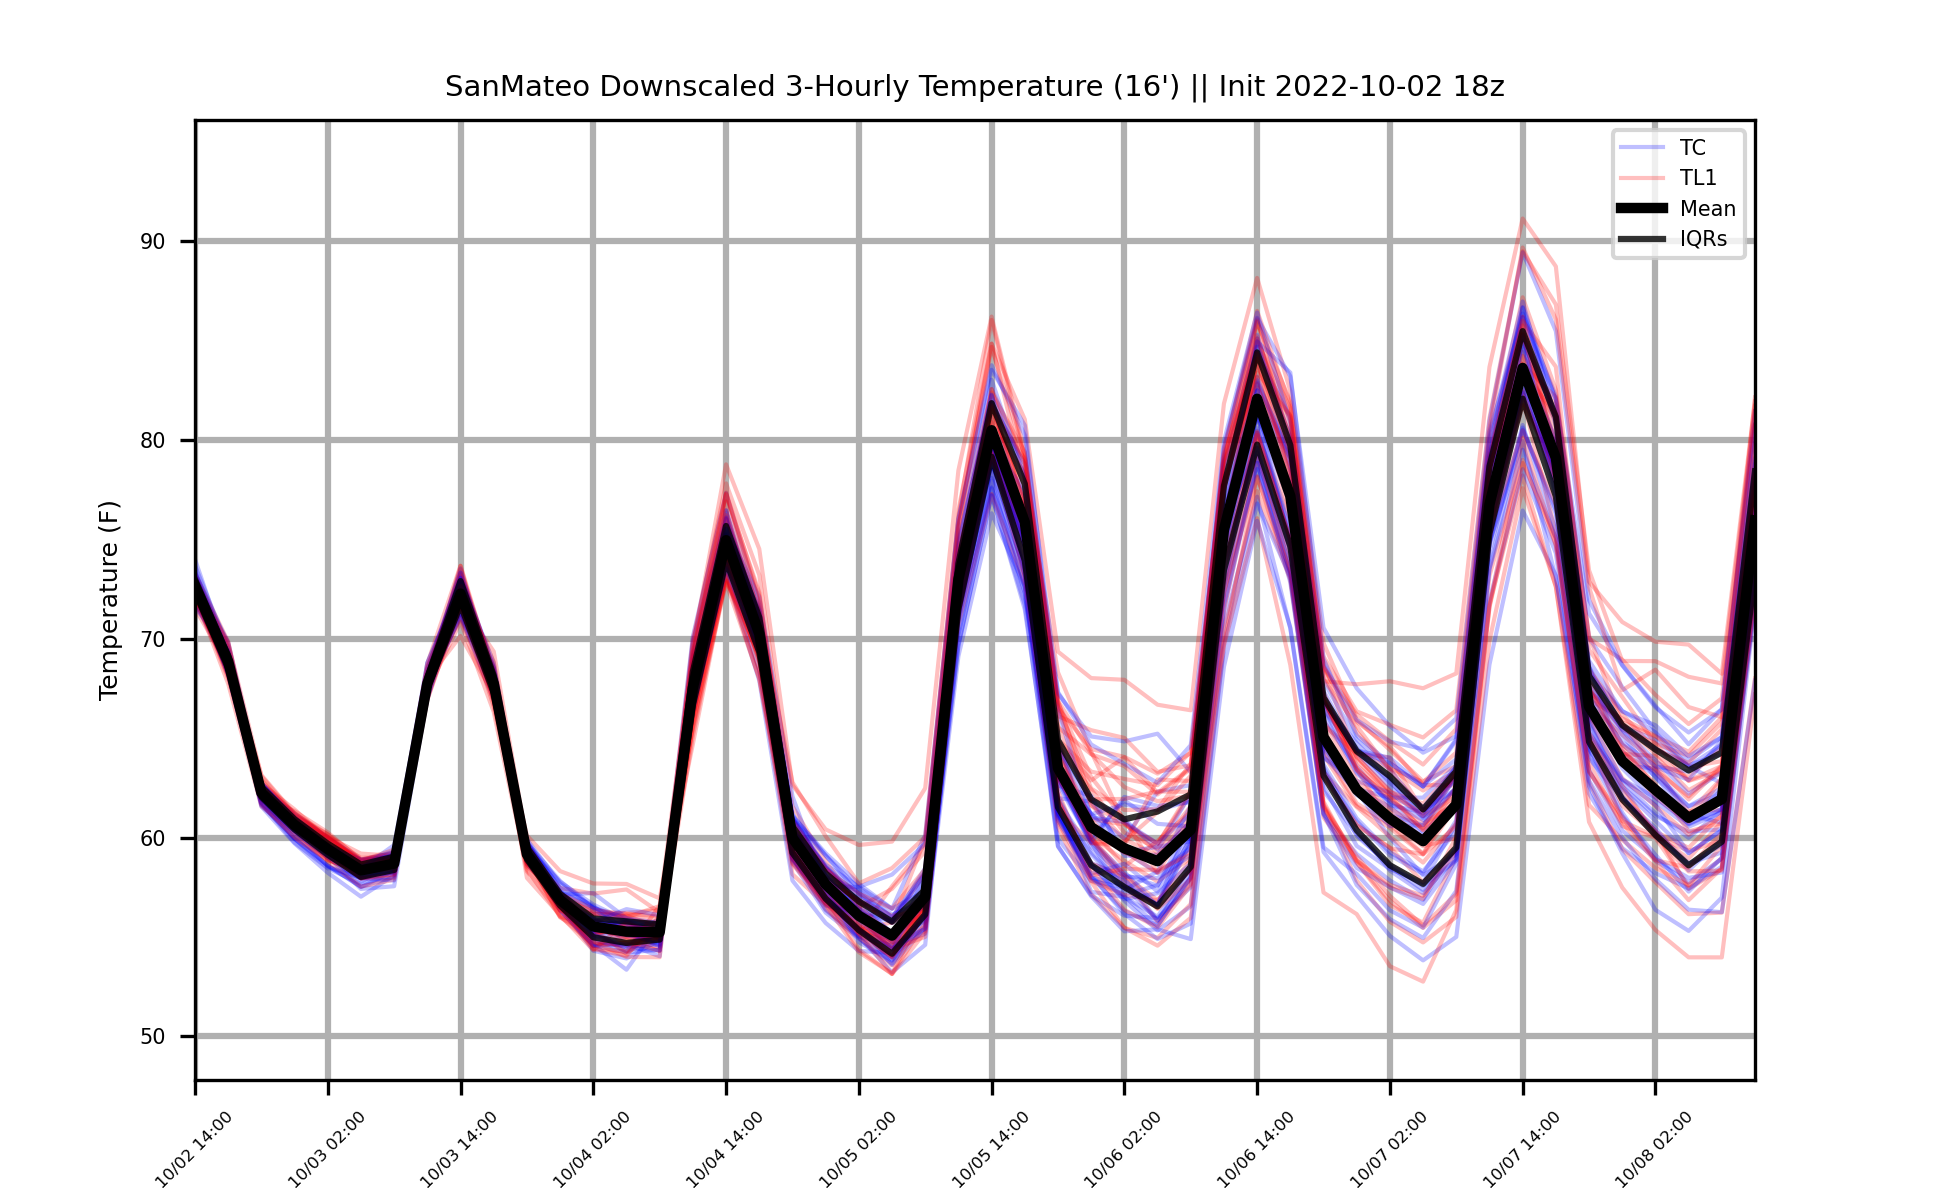 SanMateo Downscaled 3-Hourly Temperature (16') || Init 2022-10-02 18z
TC
TL1
Mean
IQRs
Temperature (F)
90
80
70
60
50
10/02 14:00
10/03 02:00
10/03 14:00
10/04 02:00
10/04 14:00
10/05 02:00
10/05 14:00
10/06 02:00
10/06 14:00
10/07 02:00
10/07 14:00
10/08 02:00